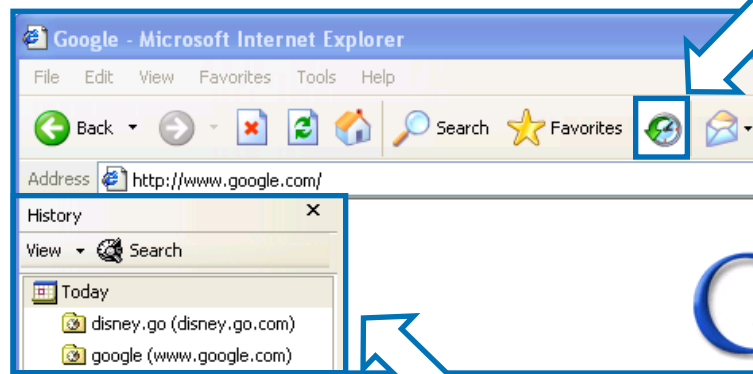 Google - Microsoft Internet Explorer
File Edit View Favorites Tools Help
Back Search Favorites
Address http://www.google.com/
History x
View Search
Today
disney.go (disney.go.com)
google (www.google.com)